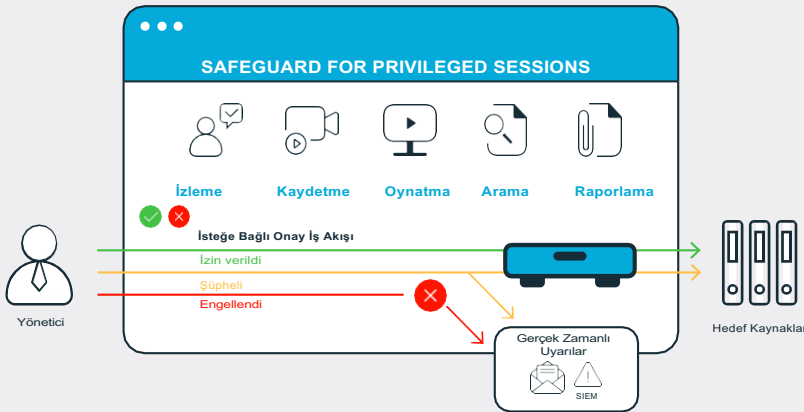 SAFEGUARD FOR PRIVILEGED SESSIONS
İzleme
Kaydetme
Oynatma
Arama
Raporlama
İsteğe Bağlı Onay İş Akışı
İzin verildi
Şüpheli
Engellendi
Yönetici
Hedef Kaynaklar
Gerçek Zamanlı
Uyarılar
SIEM